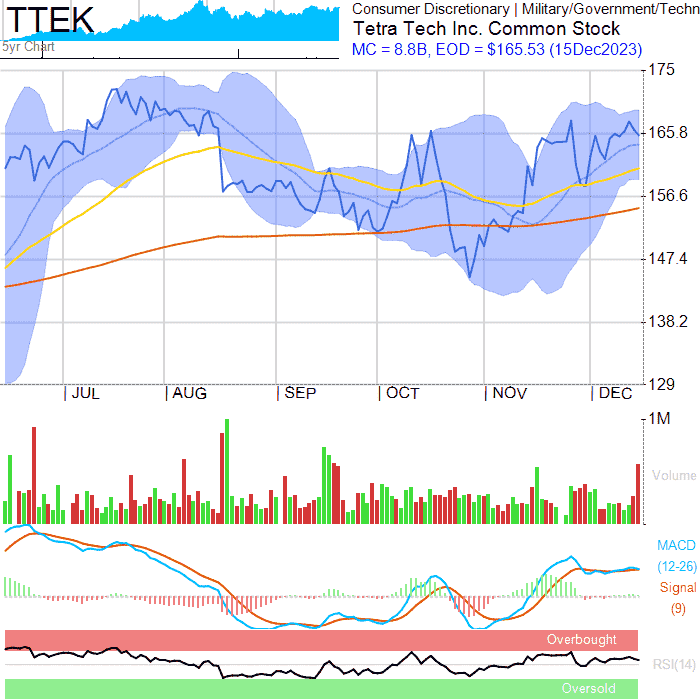 TTEK
5yr Chart
Consumer Discretionary | Military/Government/Techn
Tetra Tech Inc. Common Stock
MC = 8.8B, EOD = $165.53 (15Dec2023)
175
165.8
156.6
147.4
138.2
129
JUL AUG SEP OCT NOV DEC
1M
Volume
MACD
(12-26)
Signal
(9)
Overbought
RSI(14)
Oversold